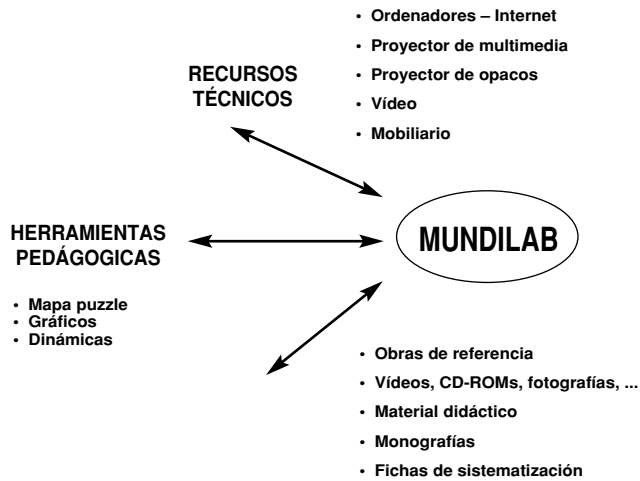 • Ordenadores – Internet
• Proyector de multimedia
• Proyector de opacos
• Vídeo
• Mobiliario
RECURSOS
TÉCNICOS
HERRAMIENTAS
PEDÁGOGICAS
• Mapa puzzle
• Gráficos
• Dinámicas
MUNDILAB
• Obras de referencia
• Vídeos, CD-ROMs, fotografías, ...
• Material didáctico
• Monografías
• Fichas de sistematización